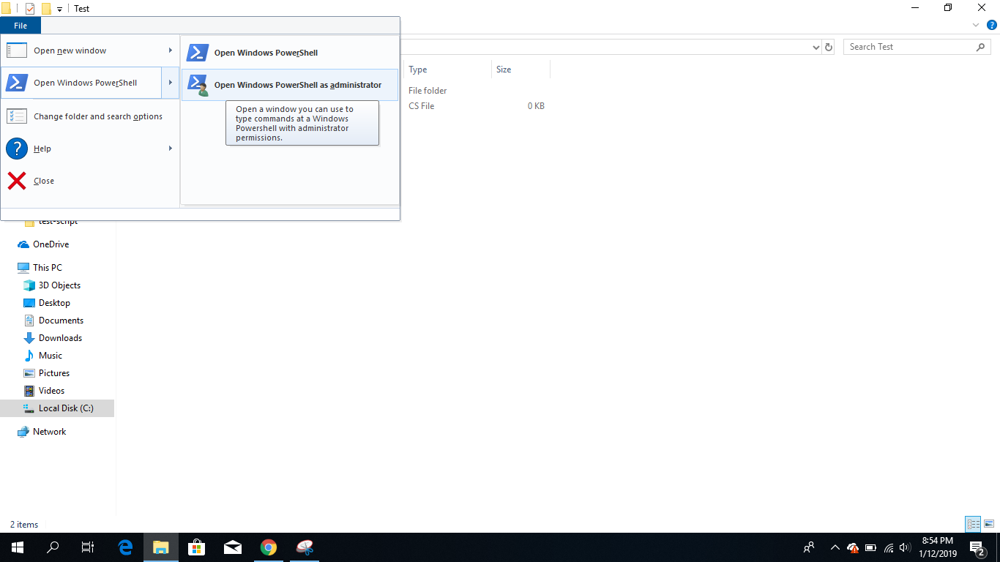 Test
File
Open new window
Open Windows PowerShell
Change folder and search options
Help
Close
Open Windows PowerShell
Open Windows PowerShell as administrator
Open a window you can use to
type commands at a Windows
Powershell with administrator
permissions.
Search Test
Type
Size
File folder
CS File
0 KB
test-script
OneDrive
This PC
3D Objects
Desktop
Documents
Downloads
Music
Pictures
Videos
Local Disk (C:)
Network
2 items
8:54 PM
1/12/2019
2